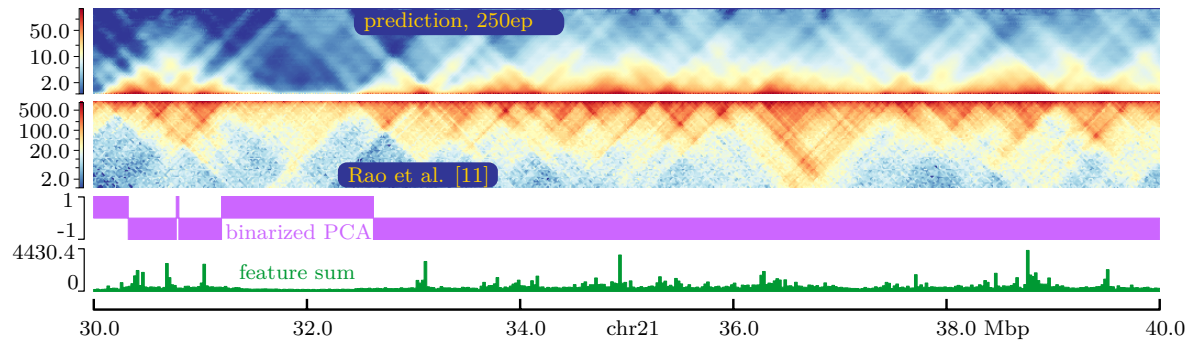 prediction, 250ep
50.0
10.0
2.0
500.0
100.0
20.0
2.0
Rao et al. [11]
1
-1
binarized PCA
4430.4
0
feature sum
30.0 32.0 34.0 chr21 36.0 38.0 Mbp 40.0